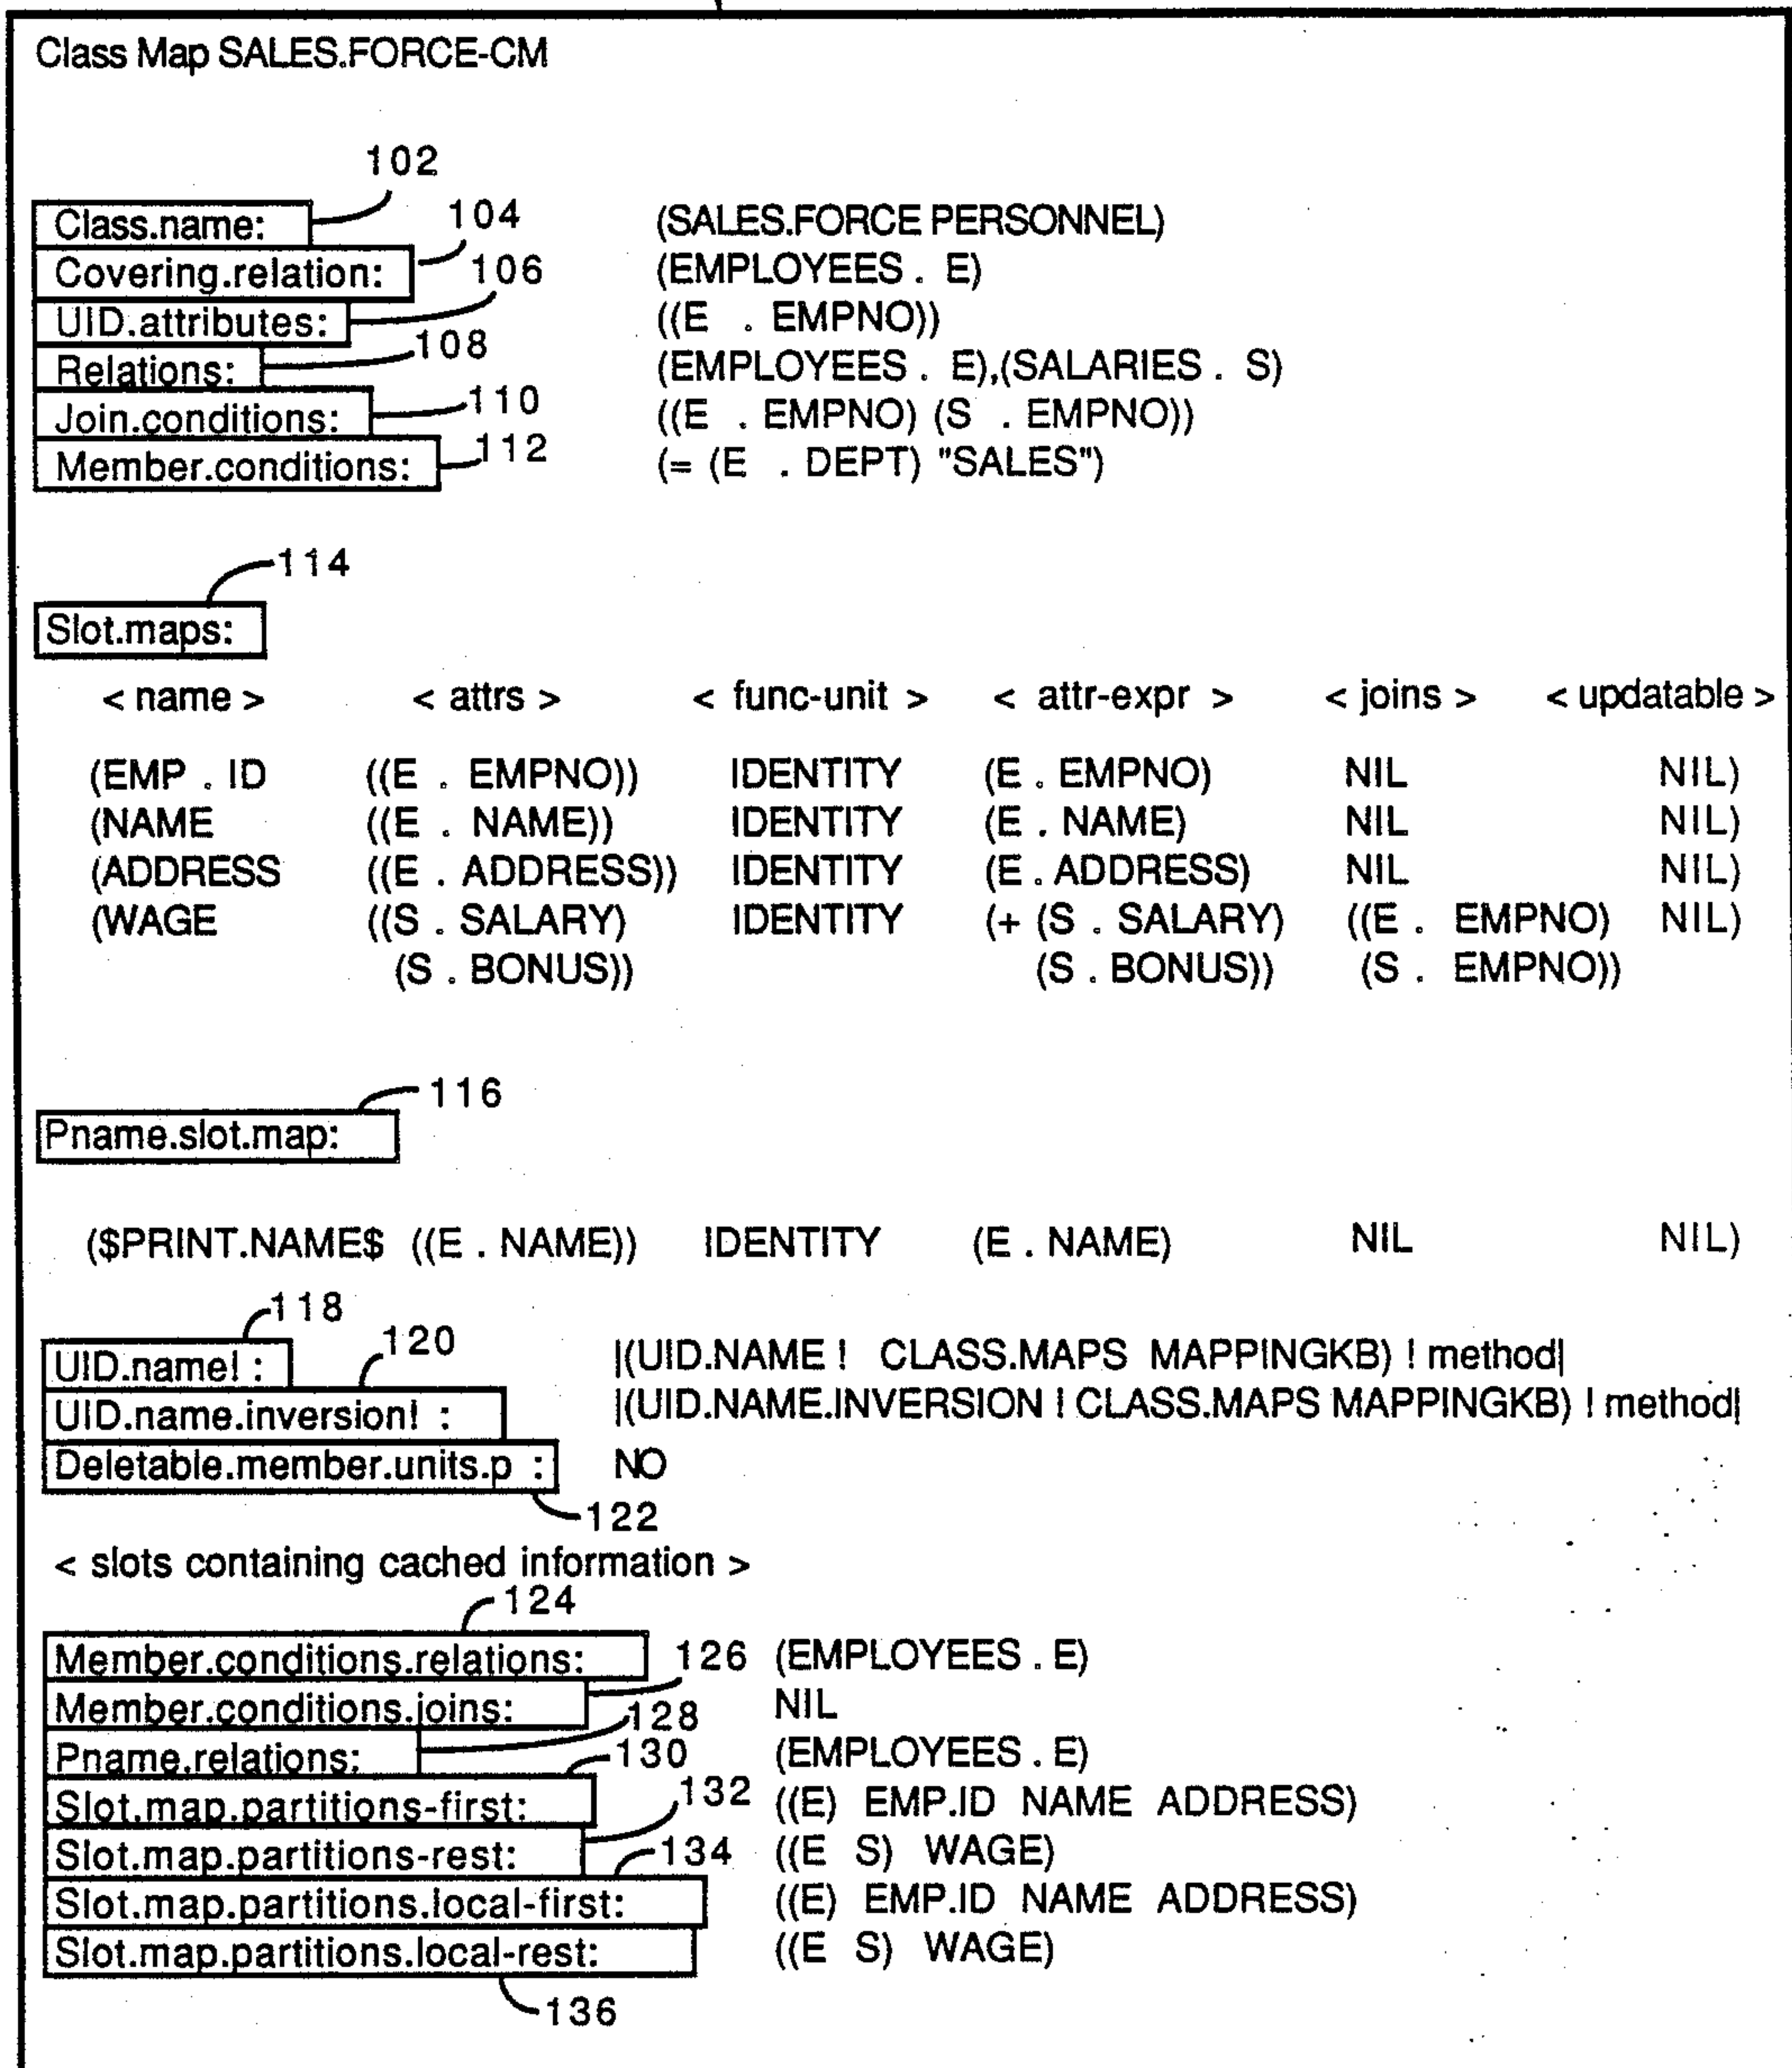 Class Map SALES.FORCE-CM
102
Class.name: (SALES.FORCE PERSONNEL)
104
Covering.relation: (EMPLOYEES . E)
106
UID.attributes: ((E . EMPNO))
108
Relations: (EMPLOYEES . E),(SALARIES . S)
110
Join.conditions: ((E . EMPNO) (S . EMPNO))
112
Member.conditions: (= (E . DEPT) "SALES")
114
Slot.maps:
< name > < attrs > < func-unit > < attr-expr > < joins > < updatable >
(EMP . ID ((E . EMPNO)) IDENTITY (E . EMPNO) NIL NIL)
(NAME ((E . NAME)) IDENTITY (E . NAME) NIL NIL)
(ADDRESS ((E . ADDRESS)) IDENTITY (E . ADDRESS) NIL NIL)
(WAGE ((S . SALARY) IDENTITY (+ (S . SALARY) ((E . EMPNO) NIL)
(S . BONUS)) (S . BONUS)) (S . EMPNO))
116
Pname.slot.map:
($PRINT.NAME$ ((E . NAME)) IDENTITY (E . NAME) NIL NIL)
118
UID.name! : |(UID.NAME ! CLASS.MAPS MAPPINGKB) ! method|
120
UID.name.inversion! : |(UID.NAME.INVERSION ! CLASS.MAPS MAPPINGKB) ! method|
Deletable.member.units.p : NO
122
< slots containing cached information >
124
Member.conditions.relations: (EMPLOYEES . E)
126
Member.conditions.joins: NIL
128
Pname.relations: (EMPLOYEES . E)
130
Slot.map.partitions-first: ((E) EMP.ID NAME ADDRESS)
132
Slot.map.partitions-rest: ((E S) WAGE)
134
Slot.map.partitions.local-first: ((E) EMP.ID NAME ADDRESS)
Slot.map.partitions.local-rest: ((E S) WAGE)
136